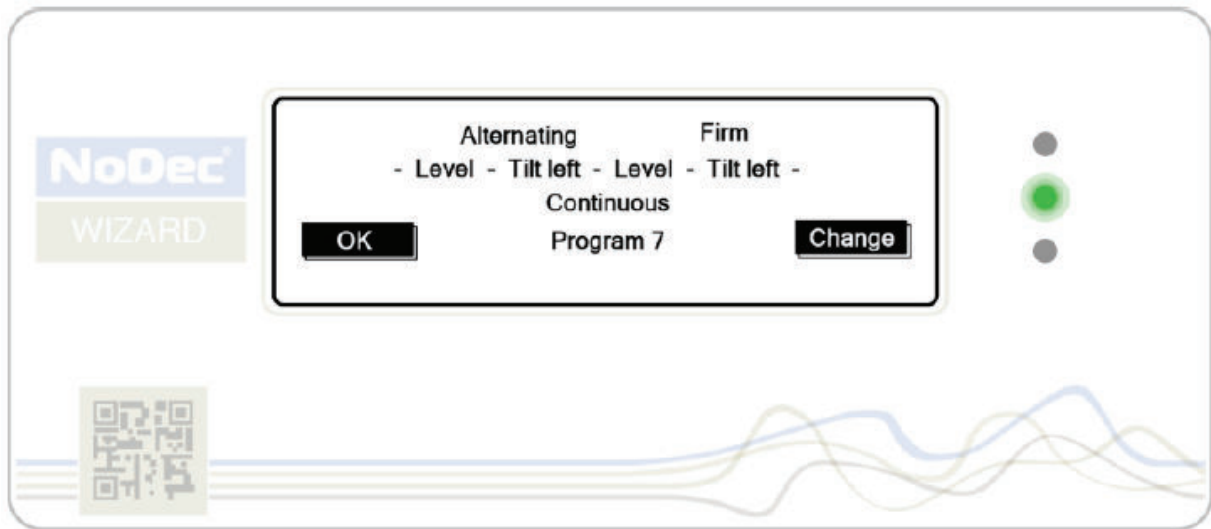 NoDec®
WIZARD
Alternating Firm
- Level - Tilt left - Level - Tilt left -
Continuous
OK Program 7 Change